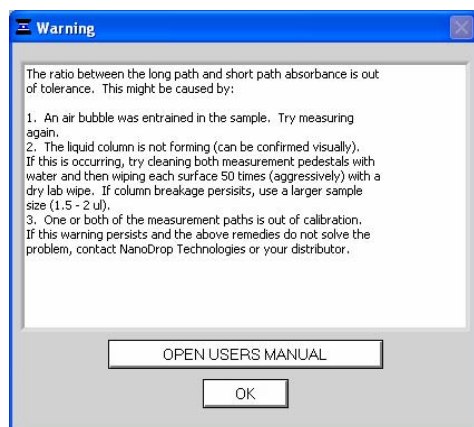 Warning
The ratio between the long path and short path absorbance is out
of tolerance. This might be caused by:
1. An air bubble was entrained in the sample. Try measuring
again.
2. The liquid column is not forming (can be confirmed visually).
If this is occurring, try cleaning both measurement pedestals with
water and then wiping each surface 50 times (aggressively) with a
dry lab wipe. If column breakage persisits, use a larger sample
size (1.5 - 2 ul).
3. One or both of the measurement paths is out of calibration.
If this warning persists and the above remedies do not solve the
problem, contact NanoDrop Technologies or your distributor.
OPEN USERS MANUAL
OK